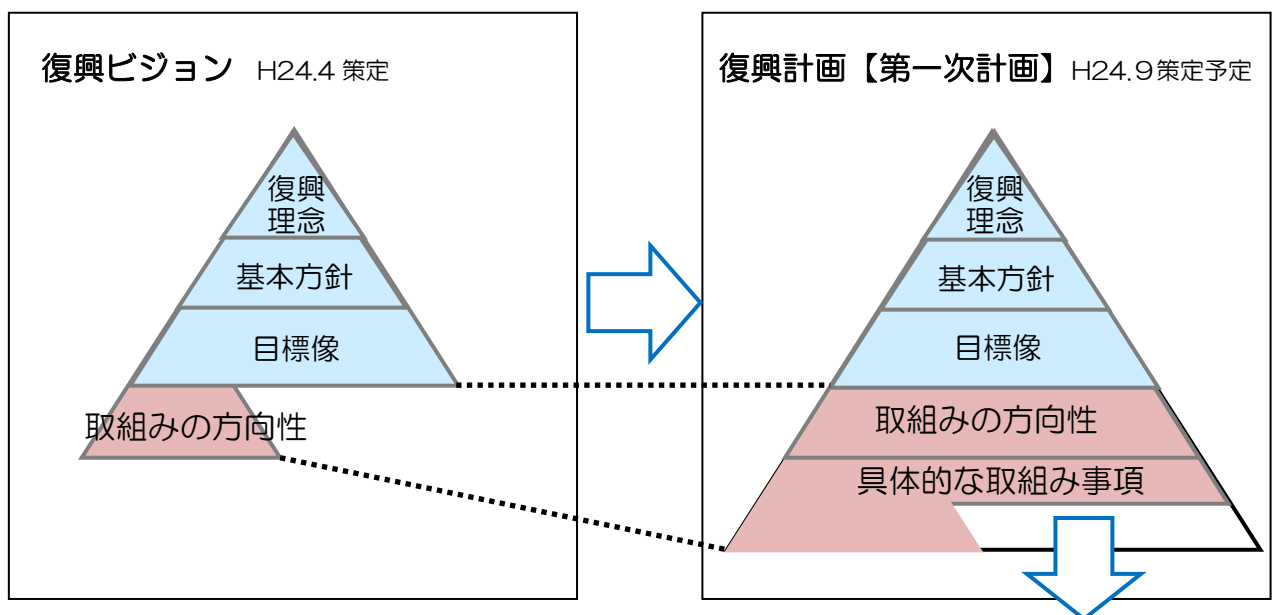 復興ビジョン H24.4 策定
復興
理念
基本方針
目標像
取組みの方向性
復興計画【第一次計画】H24.9策定予定
復興
理念
基本方針
目標像
取組みの方向性
具体的な取組み事項